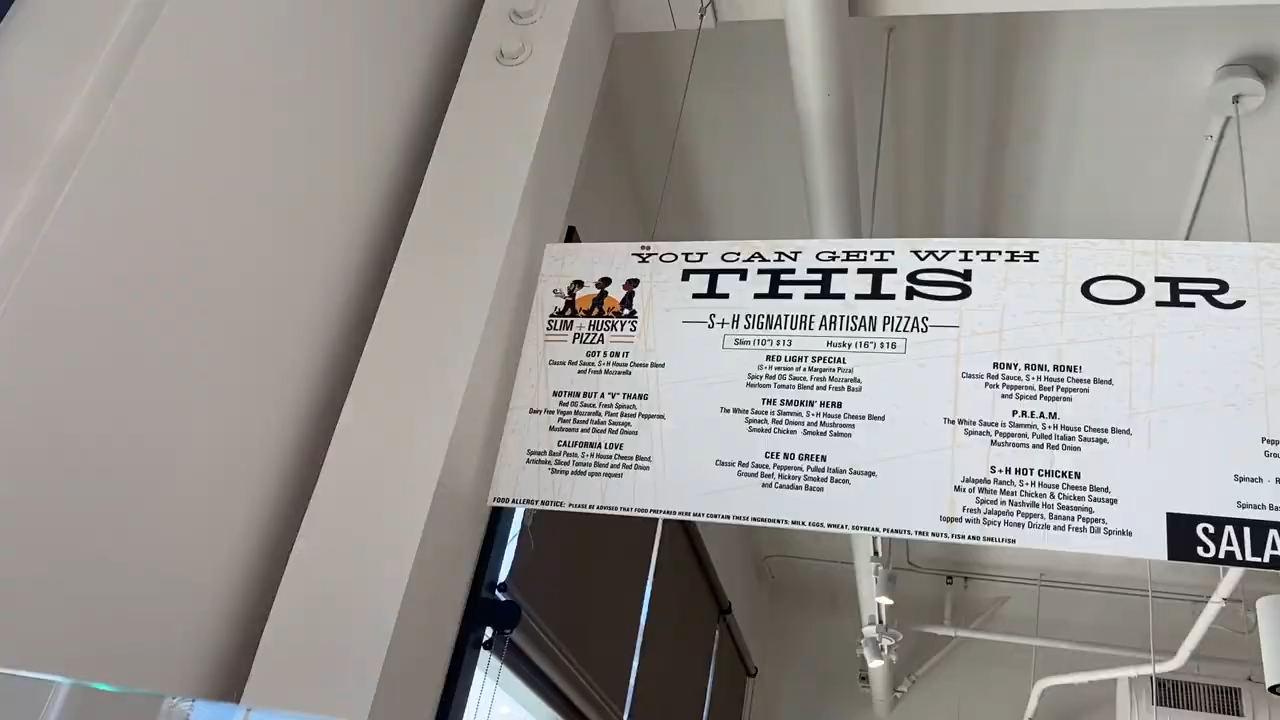 YOU CAN GET WITH
THIS OR
SLIM + HUSKY'S
PIZZA
S+H SIGNATURE ARTISAN PIZZAS
Slim (10") $13 Husky (16") $16
GOT 5 ON IT
Classic Red Sauce, S+H House Cheese Blend
and Fresh Mozzarella
NOTHIN BUT A "V" THANG
Red OG Sauce, Fresh Spinach,
Dairy Free Vegan Mozzarella, Plant Based Pepperoni,
Plant Based Italian Sausage,
Mushrooms and Diced Red Onions
CALIFORNIA LOVE
Spinach Basil Pesto, S+H House Cheese Blend,
Artichoke, Sliced Tomato Blend and Red Onion
*Shrimp added upon request
RED LIGHT SPECIAL
(S+H version of a Margarita Pizza)
Spicy Red OG Sauce, Fresh Mozzarella,
Heirloom Tomato Blend and Fresh Basil
THE SMOKIN' HERB
The White Sauce is Slammin, S+H House Cheese Blend
Spinach, Red Onions and Mushrooms
-Smoked Chicken -Smoked Salmon
CEE NO GREEN
Classic Red Sauce, Pepperoni, Pulled Italian Sausage,
Ground Beef, Hickory Smoked Bacon,
and Canadian Bacon
RONY, RONI, RONE!
Classic Red Sauce, S+H House Cheese Blend,
Pork Pepperoni, Beef Pepperoni
and Spiced Pepperoni
P.R.E.A.M.
The White Sauce is Slammin, S+H House Cheese Blend,
Spinach, Pepperoni, Pulled Italian Sausage,
Mushrooms and Red Onion
S+H HOT CHICKEN
Jalapeño Ranch, S+H House Cheese Blend,
Mix of White Meat Chicken & Chicken Sausage
Spiced in Nashville Hot Seasoning,
Fresh Jalapeño Peppers, Banana Peppers,
topped with Spicy Honey Drizzle and Fresh Dill Sprinkle
Pepp
Grou
Spinach · R
Spinach Bas
SALA
FOOD ALLERGY NOTICE: PLEASE BE ADVISED THAT FOOD PREPARED HERE MAY CONTAIN THESE INGREDIENTS: MILK, EGGS, WHEAT, SOYBEAN, PEANUTS, TREE NUTS, FISH AND SHELLFISH